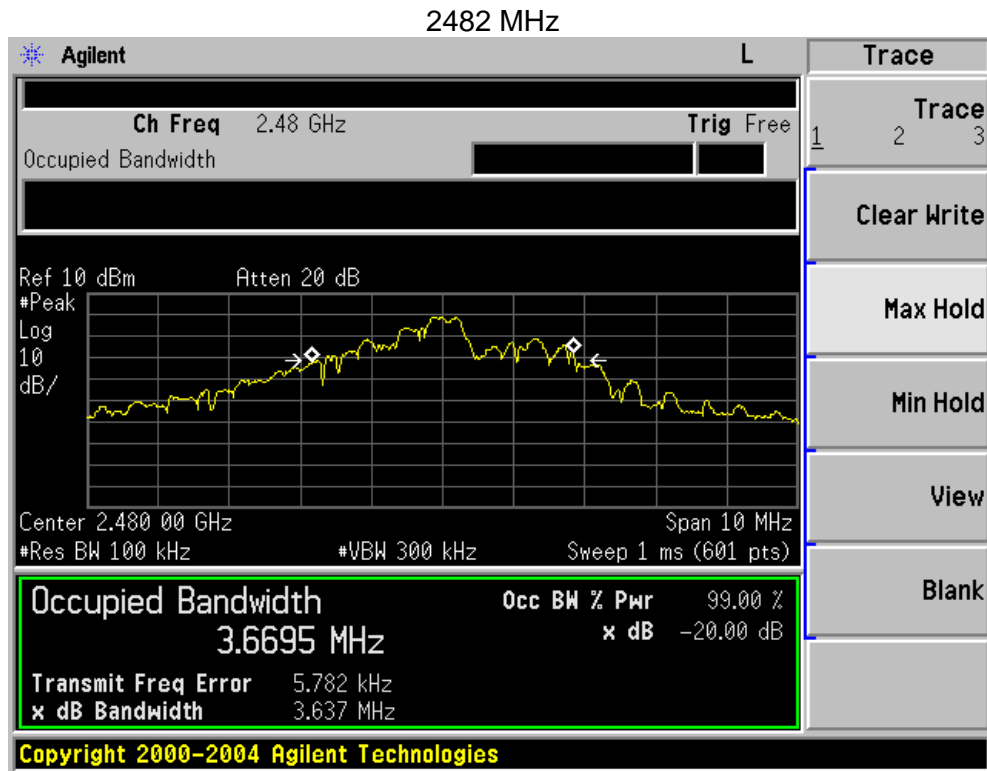 2482 MHz
Agilent L Trace
Ch Freq 2.48 GHz Trig Free
Occupied Bandwidth
Trace
1 2 3
Clear Write
Ref 10 dBm Atten 20 dB
#Peak
Log
10
dB/
Max Hold
Min Hold
View
Center 2.480 00 GHz Span 10 MHz
#Res BW 100 kHz #VBW 300 kHz Sweep 1 ms (601 pts)
Occupied Bandwidth Occ BW % Pwr 99.00 %
3.6695 MHz x dB -20.00 dB
Transmit Freq Error 5.782 kHz
x dB Bandwidth 3.637 MHz
Blank
Copyright 2000-2004 Agilent Technologies